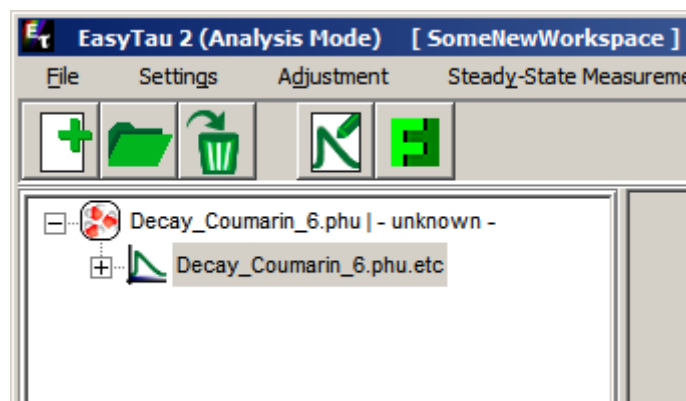 EasyTau 2 (Analysis Mode) [ SomeNewWorkspace ]
File Settings Adjustment Steady-State Measureme
Decay_Coumarin_6.phu | - unknown -
Decay_Coumarin_6.phu.etc